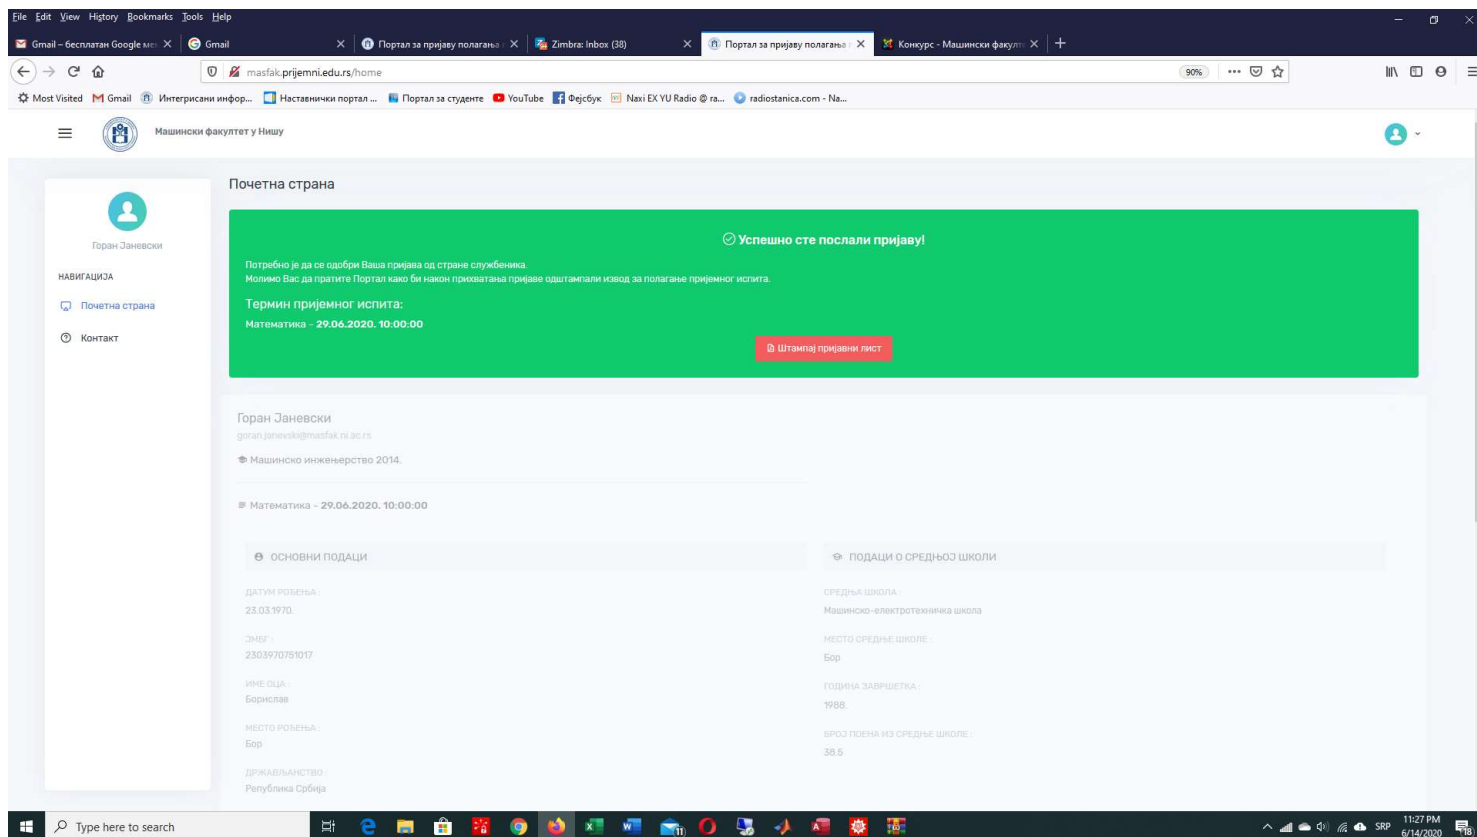 File Edit View History Bookmarks Tools Help
Gmail – бесплатан Google ме
Gmail
Портал за пријаву полагања
Zimbra: Inbox (38)
Портал за пријаву полагања
Конкурс - Машински факулт
masfak.prijemni.edu.rs/home
90%
Most Visited Gmail Интегрисани инфор... Наставнички портал ... Портал за студенте YouTube Фејсбук Naxi EX YU Radio @ ra... radiostanica.com - Na...
Машински факултет у Нишу
Горан Јаневски
НАВИГАЦИЈА
Почетна страна
Контакт
Почетна страна
Успешно сте послали пријаву!
Потребно је да се одобри Ваша пријава од стране службеника.
Молимо Вас да пратите Портал како би након прихватања пријаве одштампали извод за полагање пријемног испита.
Термин пријемног испита:
Математика - 29.06.2020. 10:00:00
Штампај пријавни лист
Горан Јаневски
goran.janevski@masfak.ni.ac.rs
Машинско инжењерство 2014.
Математика - 29.06.2020. 10:00:00
ОСНОВНИ ПОДАЦИ
ДАТУМ РОЂЕЊА :
23.03.1970.
ЈМБГ :
2303970751017
ИМЕ ОЦА :
Борислав
МЕСТО РОЂЕЊА :
Бор
ДРЖАВЉАНСТВО :
Република Србија
ПОДАЦИ О СРЕДЊОЈ ШКОЛИ
СРЕДЊА ШКОЛА :
Машинско-електротехничка школа
МЕСТО СРЕДЊЕ ШКОЛЕ :
Бор
ГОДИНА ЗАВРШЕТКА :
1988.
БРОЈ ПОЕНА ИЗ СРЕДЊЕ ШКОЛЕ :
38.5
Type here to search
SRP
11:27 PM
6/14/2020